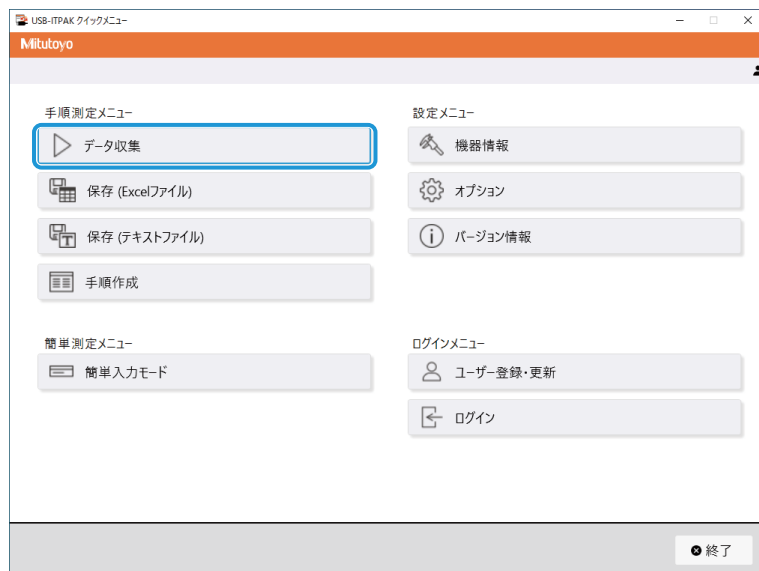 USB-ITPAK クイックメニュー
Mitutoyo
手順測定メニュー
データ収集
保存 (Excelファイル)
保存 (テキストファイル)
手順作成
簡単測定メニュー
簡単入力モード
設定メニュー
機器情報
オプション
バージョン情報
ログインメニュー
ユーザー登録・更新
ログイン
終了